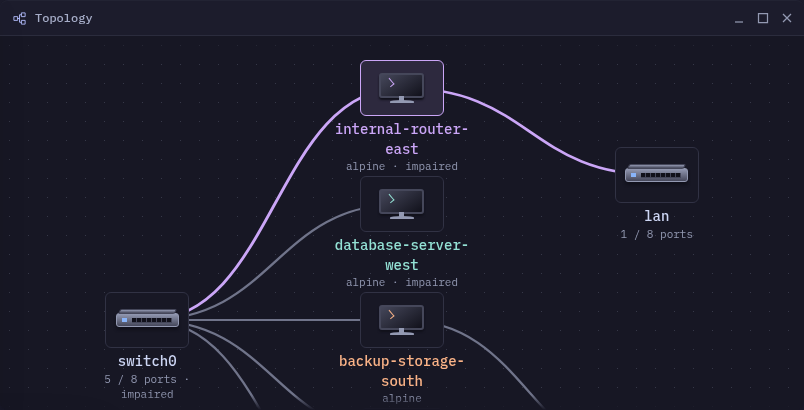 Topology
internal-router-
east
alpine · impaired
lan
1 / 8 ports
database-server-
west
alpine · impaired
switch0
5 / 8 ports ·
impaired
backup-storage-
south
alpine